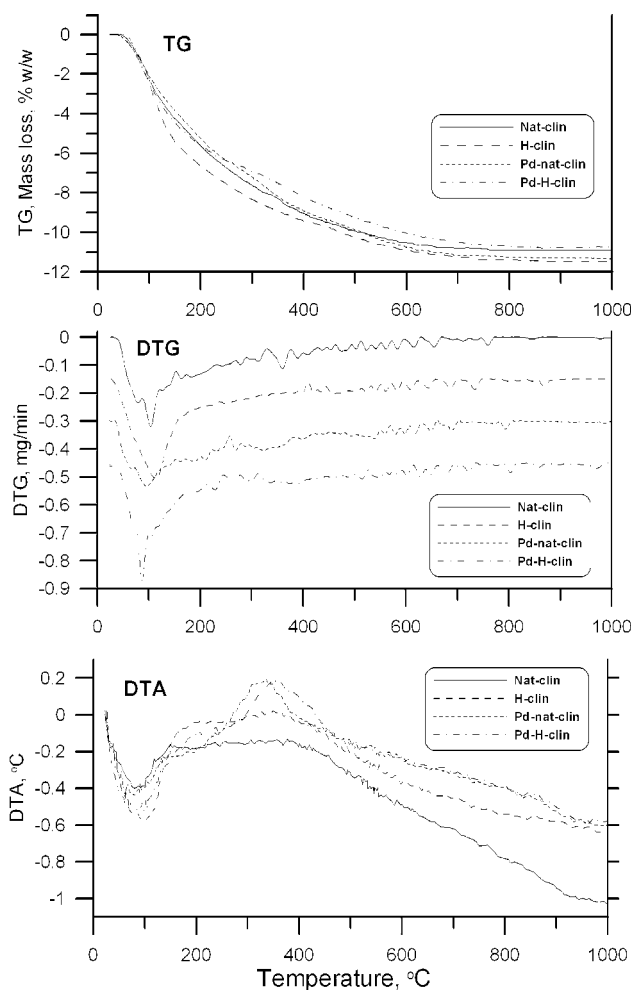 TG
TG, Mass loss, % w/w
0
-2
-4
-6
-8
-10
-12
Nat-clin
H-clin
Pd-nat-clin
Pd-H-clin
0 200 400 600 800 1000
DTG
DTG, mg/min
0
-0.1
-0.2
-0.3
-0.4
-0.5
-0.6
-0.7
-0.8
-0.9
Nat-clin
H-clin
Pd-nat-clin
Pd-H-clin
0 200 400 600 800 1000
DTA
DTA, °C
0.2
0
-0.2
-0.4
-0.6
-0.8
-1
Nat-clin
H-clin
Pd-nat-clin
Pd-H-clin
0 200 400 600 800 1000
Temperature, °C